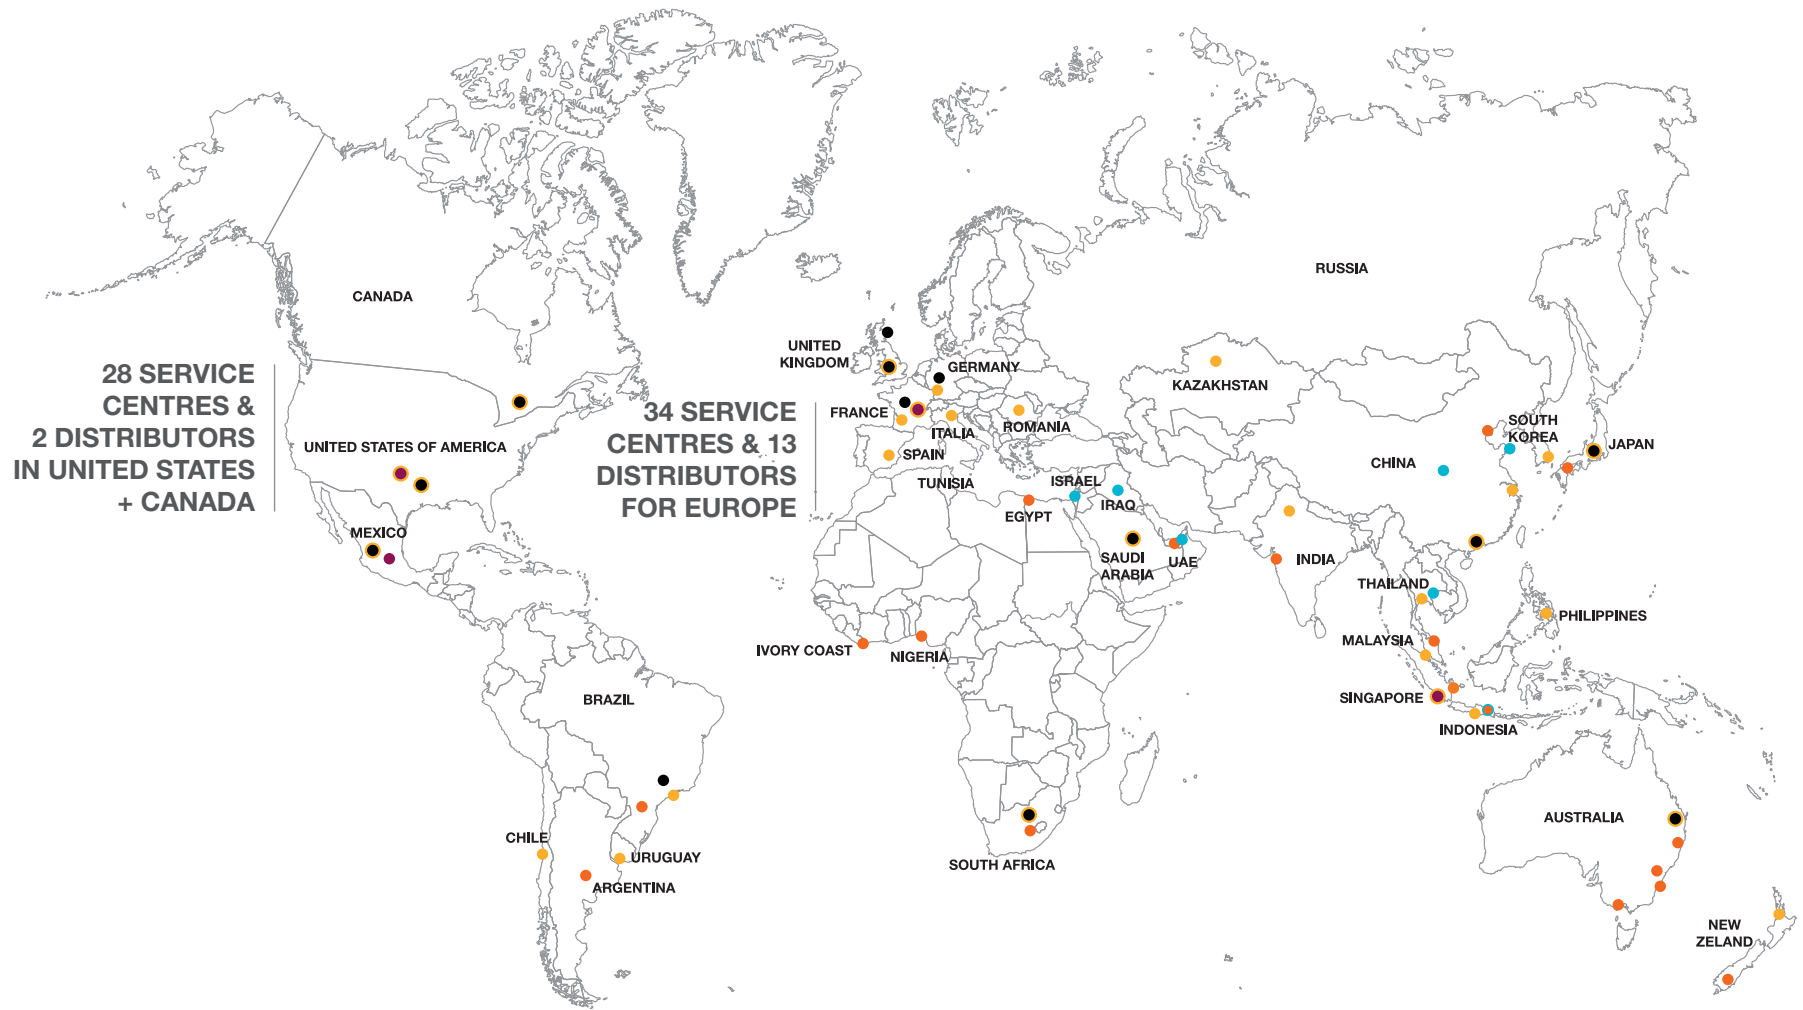 RUSSIA
CANADA
UNITED
KINGDOM
GERMANY
KAZAKHSTAN
28 SERVICE
CENTRES &
2 DISTRIBUTORS
IN UNITED STATES
+ CANADA
34 SERVICE
CENTRES & 13
DISTRIBUTORS
FOR EUROPE
FRANCE
ITALIA
ROMANIA
SPAIN
TUNISIA
UNITED STATES OF AMERICA
MEXICO
SOUTH
KOREA
JAPAN
CHINA
ISRAEL
IRAQ
EGYPT
SAUDI
ARABIA
UAE
INDIA
THAILAND
PHILIPPINES
MALAYSIA
IVORY COAST
NIGERIA
BRAZIL
SINGAPORE
INDONESIA
AUSTRALIA
CHILE
URUGUAY
ARGENTINA
SOUTH AFRICA
NEW
ZELAND